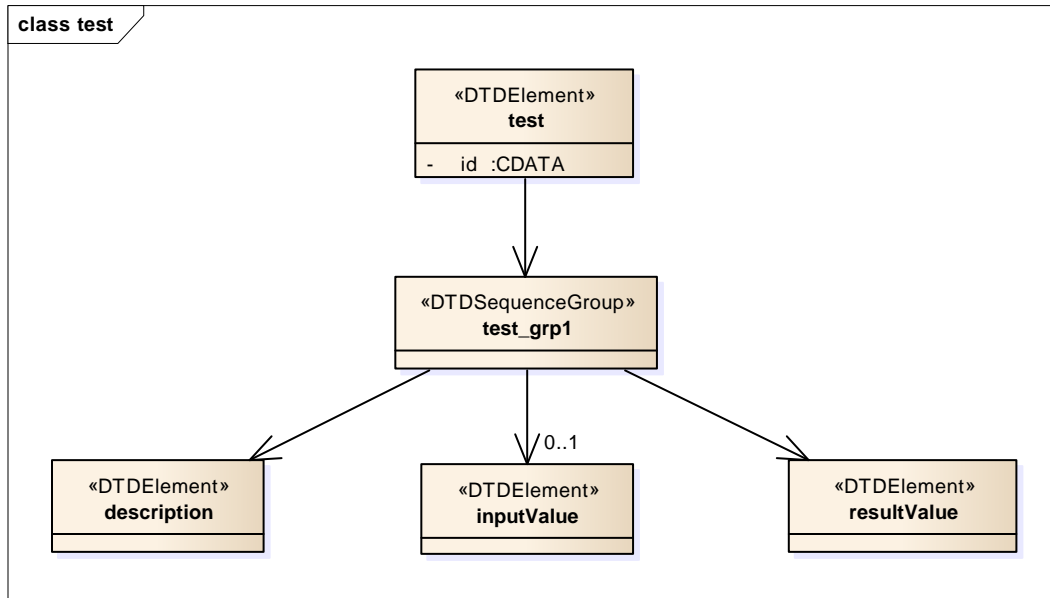 class test
«DTDElement»
test
- id :CDATA
«DTDSequenceGroup»
test_grp1
0..1
«DTDElement»
description
«DTDElement»
inputValue
«DTDElement»
resultValue